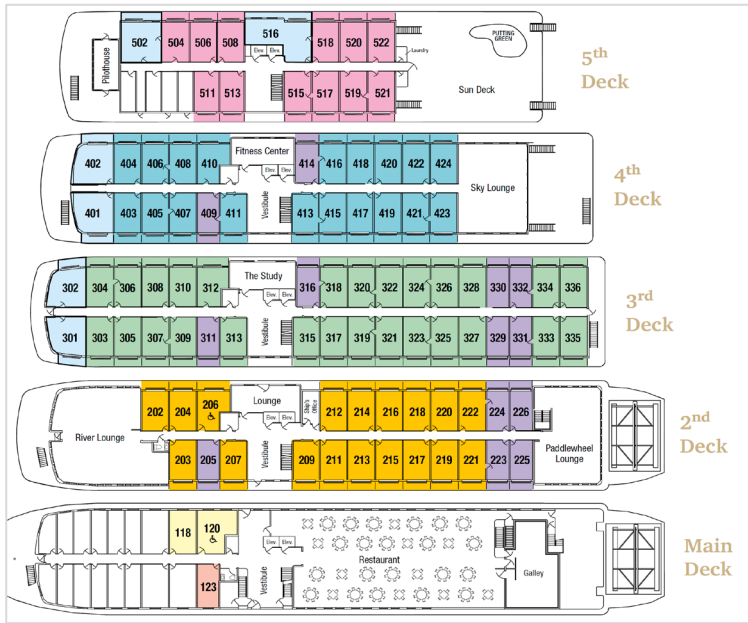 502 504 506 508 516 518 520 522
Elev. Elev.
Laundry
PUTTING
GREEN
Pilothouse
Sun Deck
511 513 515 517 519 521
5th
Deck
402 404 406 408 410 Fitness Center 414 416 418 420 422 424
Elev. Elev.
Sky Lounge
401 403 405 407 409 411 Vestibule 413 415 417 419 421 423
4th
Deck
302 304 306 308 310 312 The Study 316 318 320 322 324 326 328 330 332 334 336
Elev. Elev.
301 303 305 307 309 311 313 Vestibule 315 317 319 321 323 325 327 329 331 333 335
3rd
Deck
202 204 206 Lounge Ship's Office 212 214 216 218 220 222 224 226
Elev. Elev.
River Lounge
Paddlewheel
Lounge
203 205 207 Vestibule 209 211 213 215 217 219 221 223 225
2nd
Deck
118 120
Elev. Elev.
Restaurant
Galley
123 Vestibule
Main
Deck